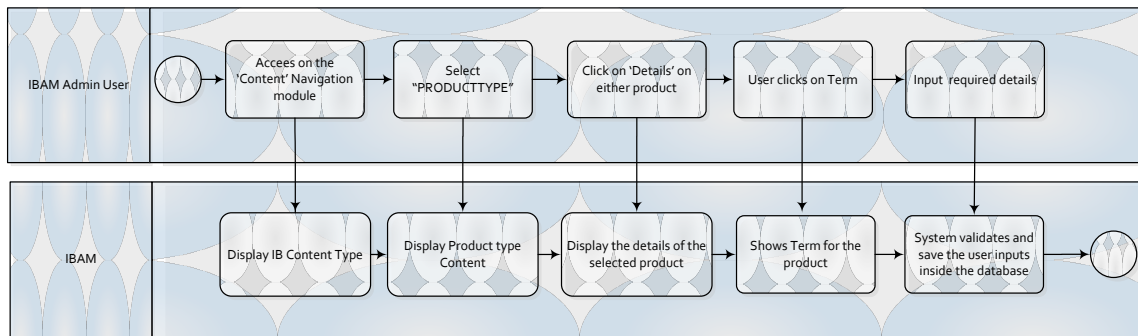 IBAM Admin User
Accees on the
'Content' Navigation
module
Select
"PRODUCTTYPE"
Click on 'Details' on
either product
User clicks on Term
Input required details
IBAM
Display IB Content Type
Display Product type
Content
Display the details of the
selected product
Shows Term for the
product
System validates and
save the user inputs
inside the database